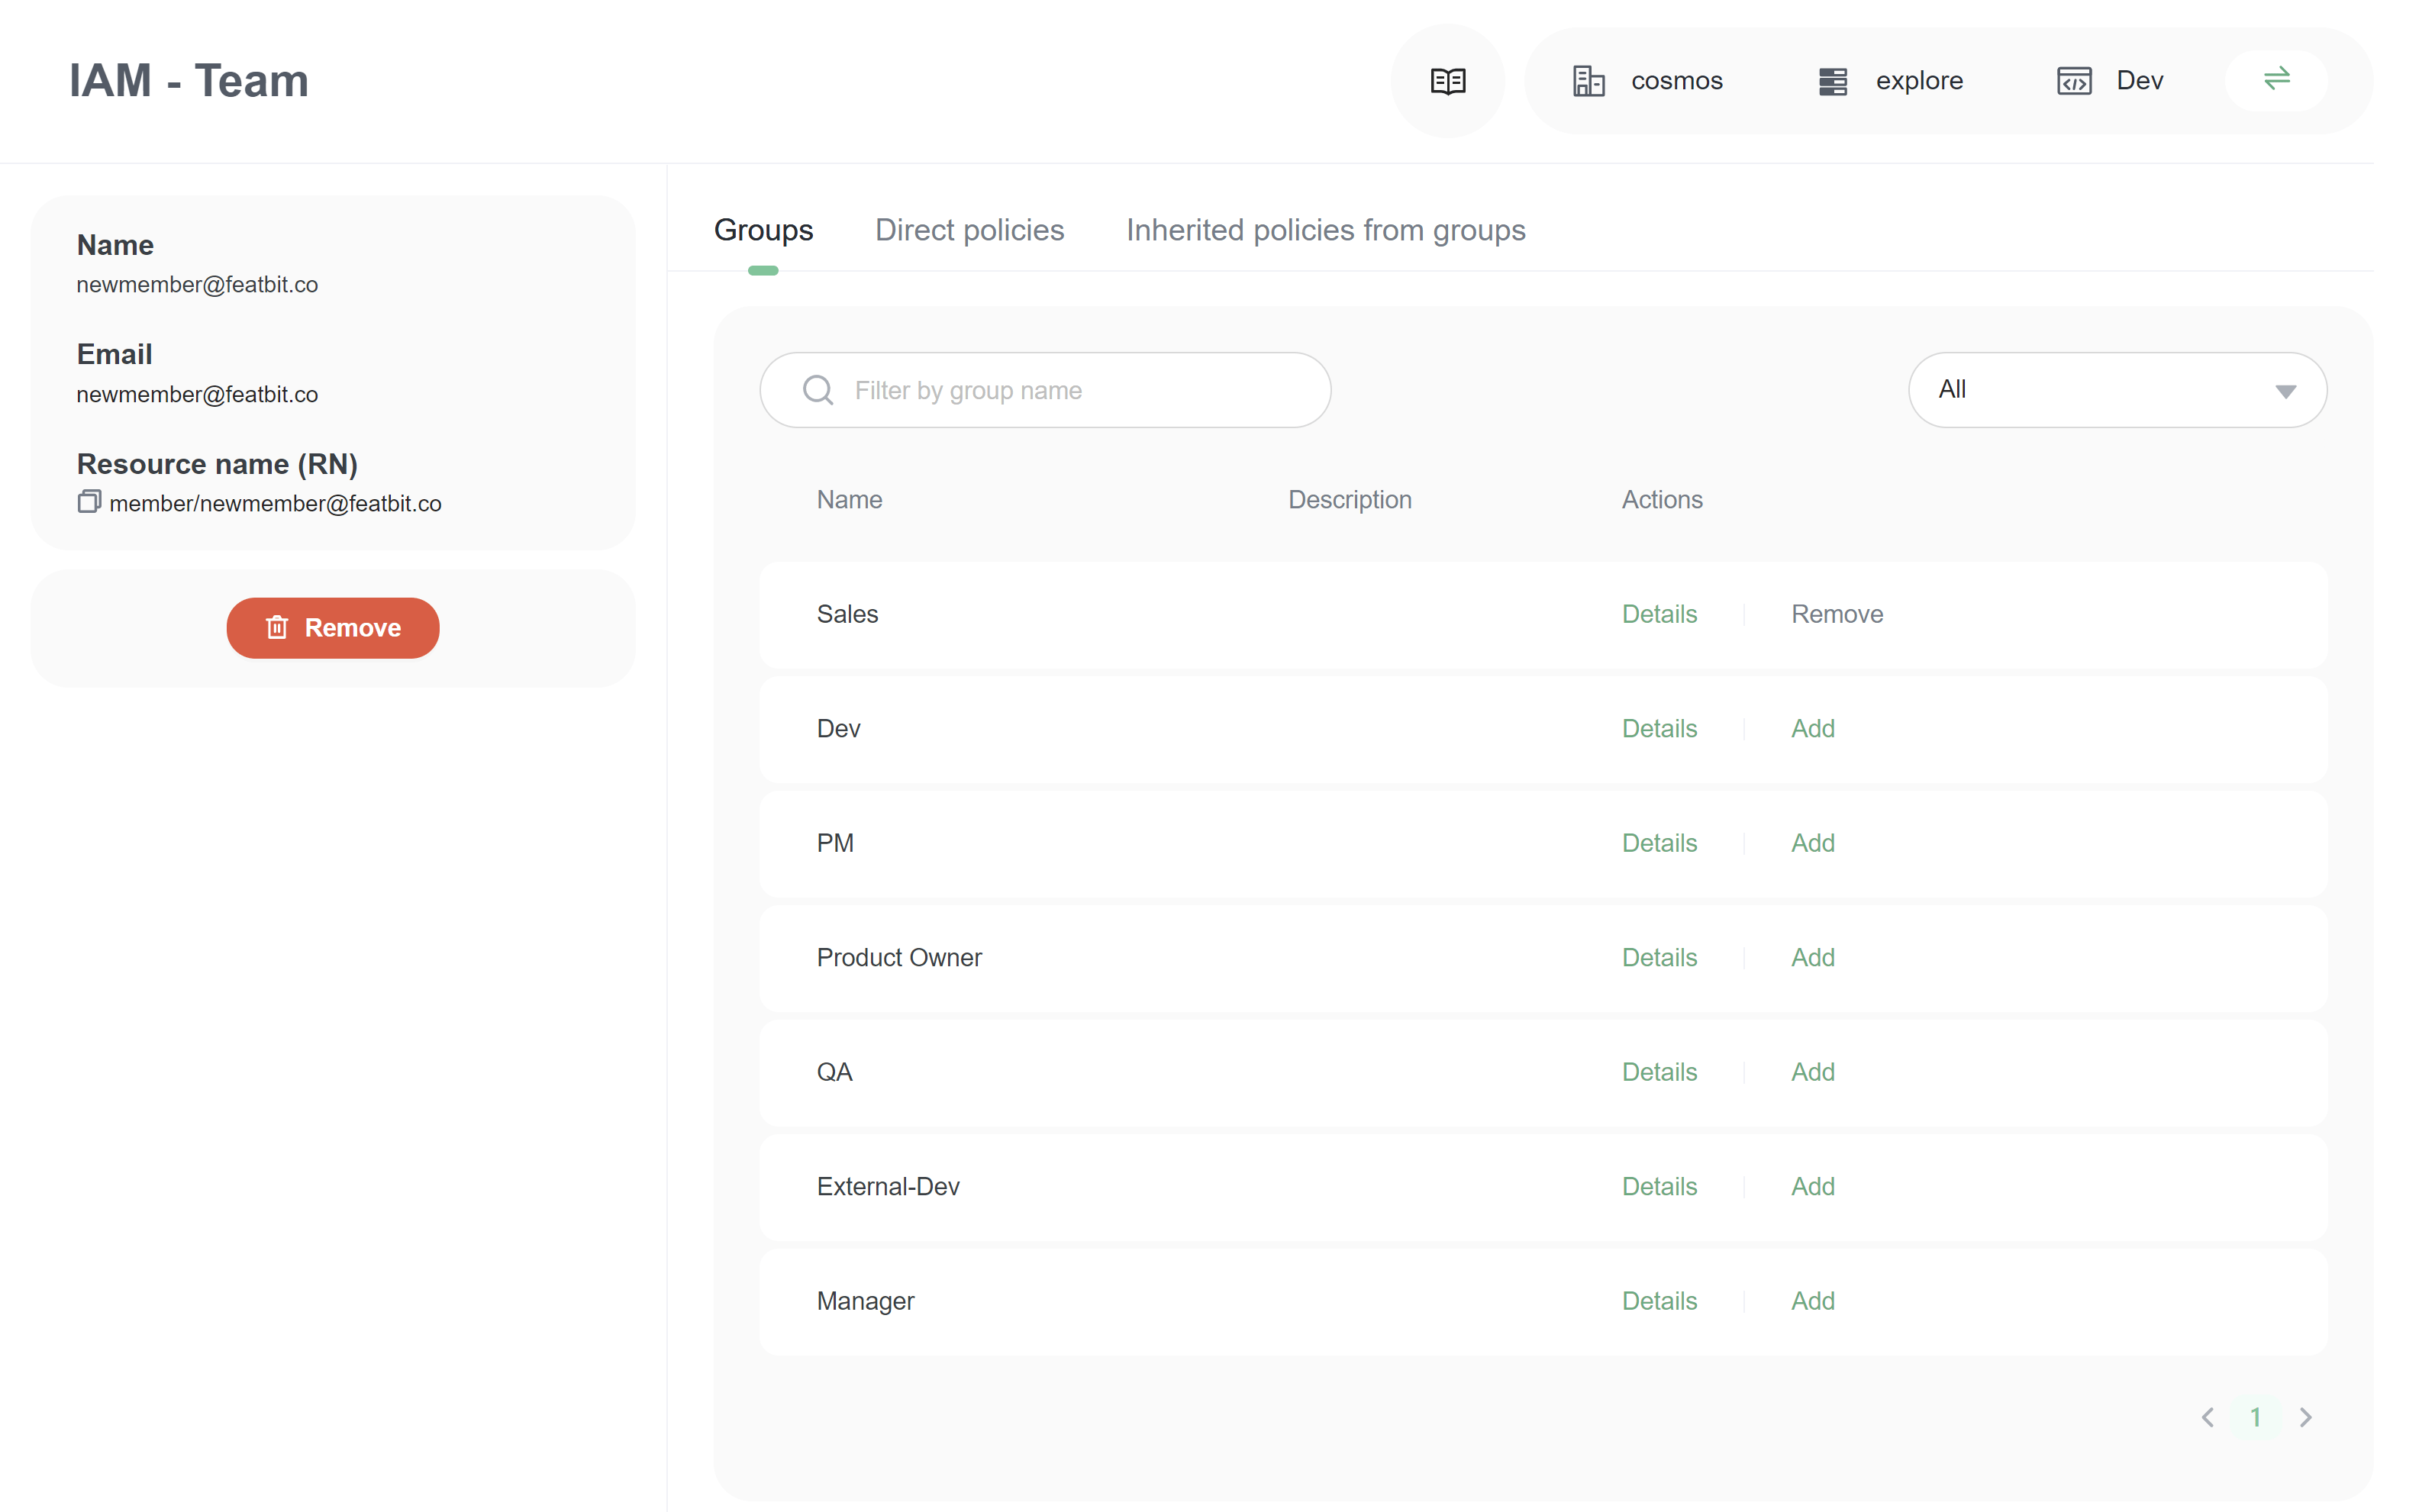 IAM - Team
cosmos
explore
Dev
Name
newmember@featbit.co
Email
newmember@featbit.co
Resource name (RN)
member/newmember@featbit.co
Remove
Groups Direct policies Inherited policies from groups
Filter by group name
All
Name Description Actions
Sales Details Remove
Dev Details Add
PM Details Add
Product Owner Details Add
QA Details Add
External-Dev Details Add
Manager Details Add
1